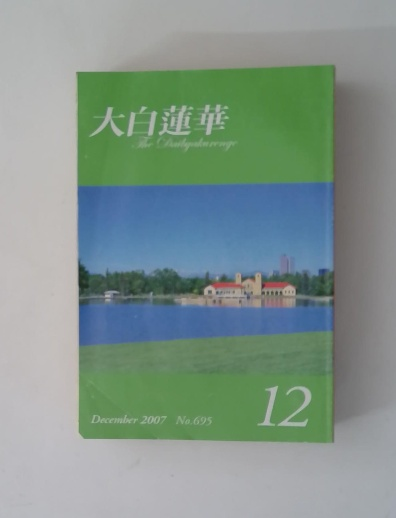 大白蓮華
The Daibyakurenge
December 2007 No.695
12